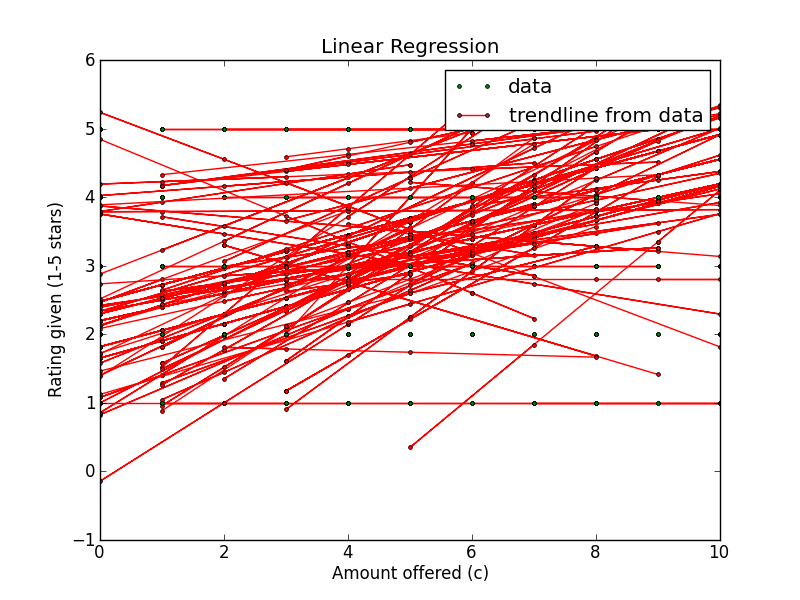 Linear Regression
data
trendline from data
6
5
4
3
2
1
0
−1
Rating given (1-5 stars)
0 2 4 6 8 10
Amount offered (c)